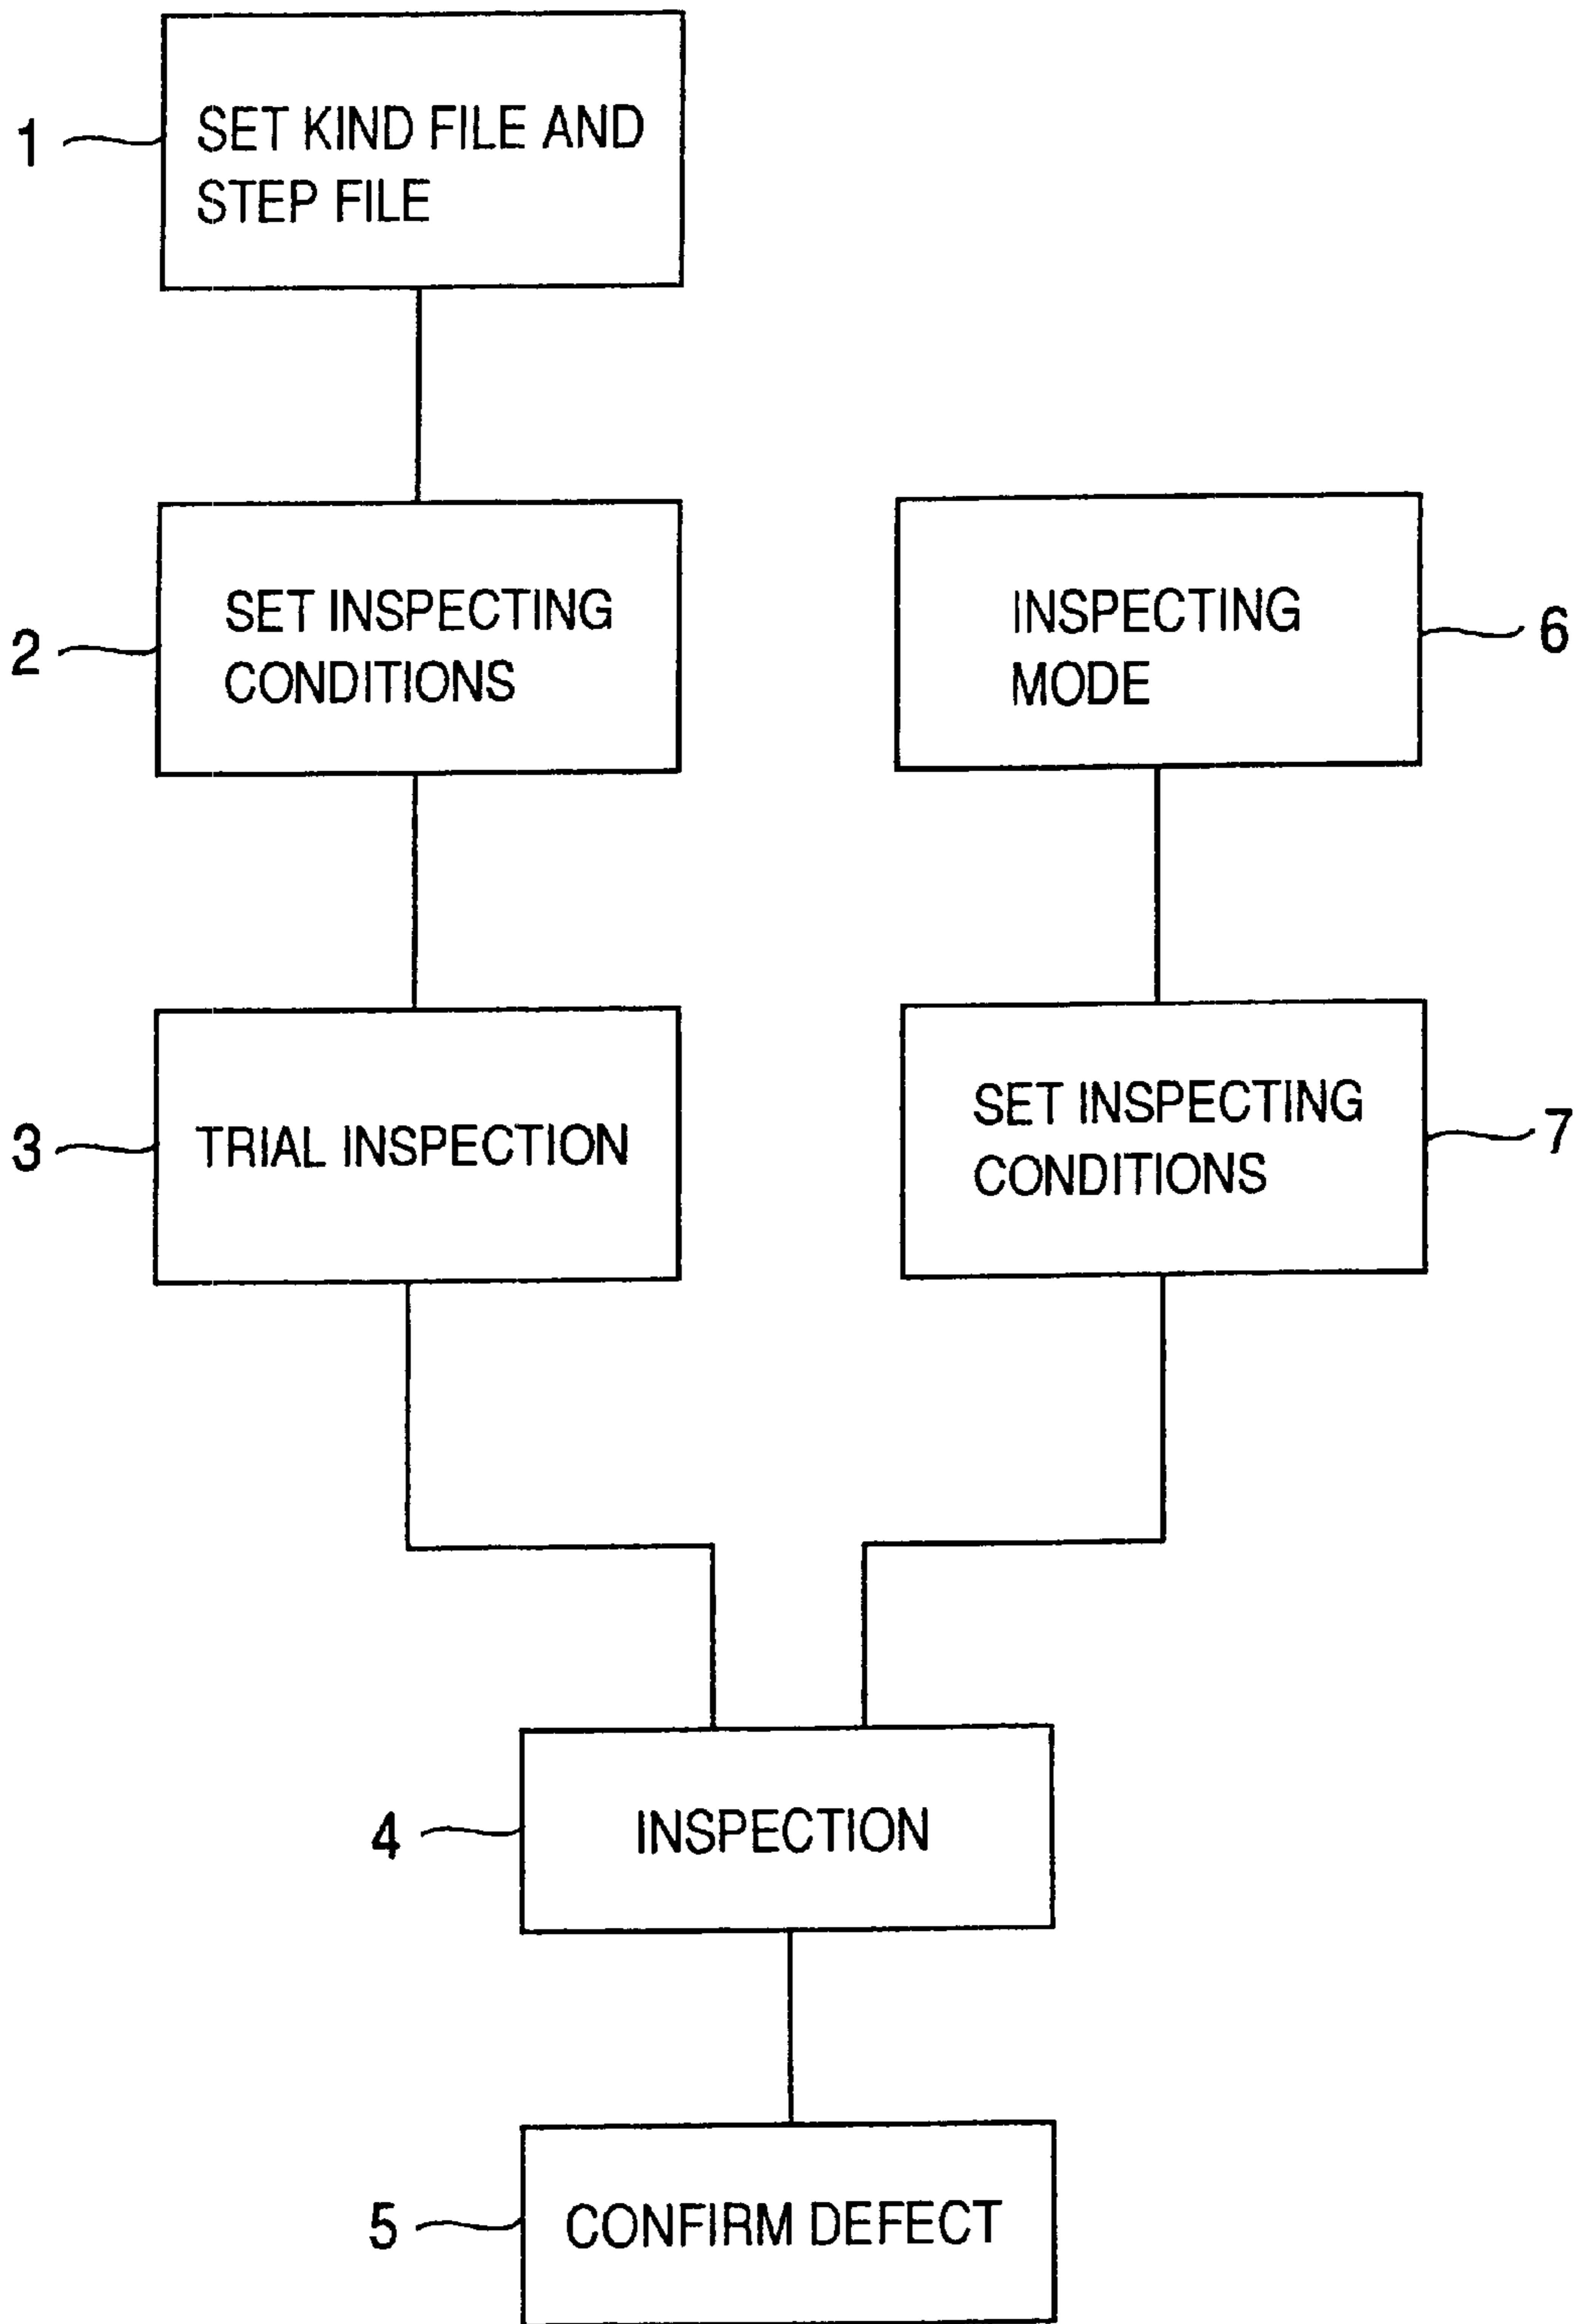 1
SET KIND FILE AND
STEP FILE
2
SET INSPECTING
CONDITIONS
INSPECTING
MODE
6
3
TRIAL INSPECTION
SET INSPECTING
CONDITIONS
7
4
INSPECTION
5
CONFIRM DEFECT